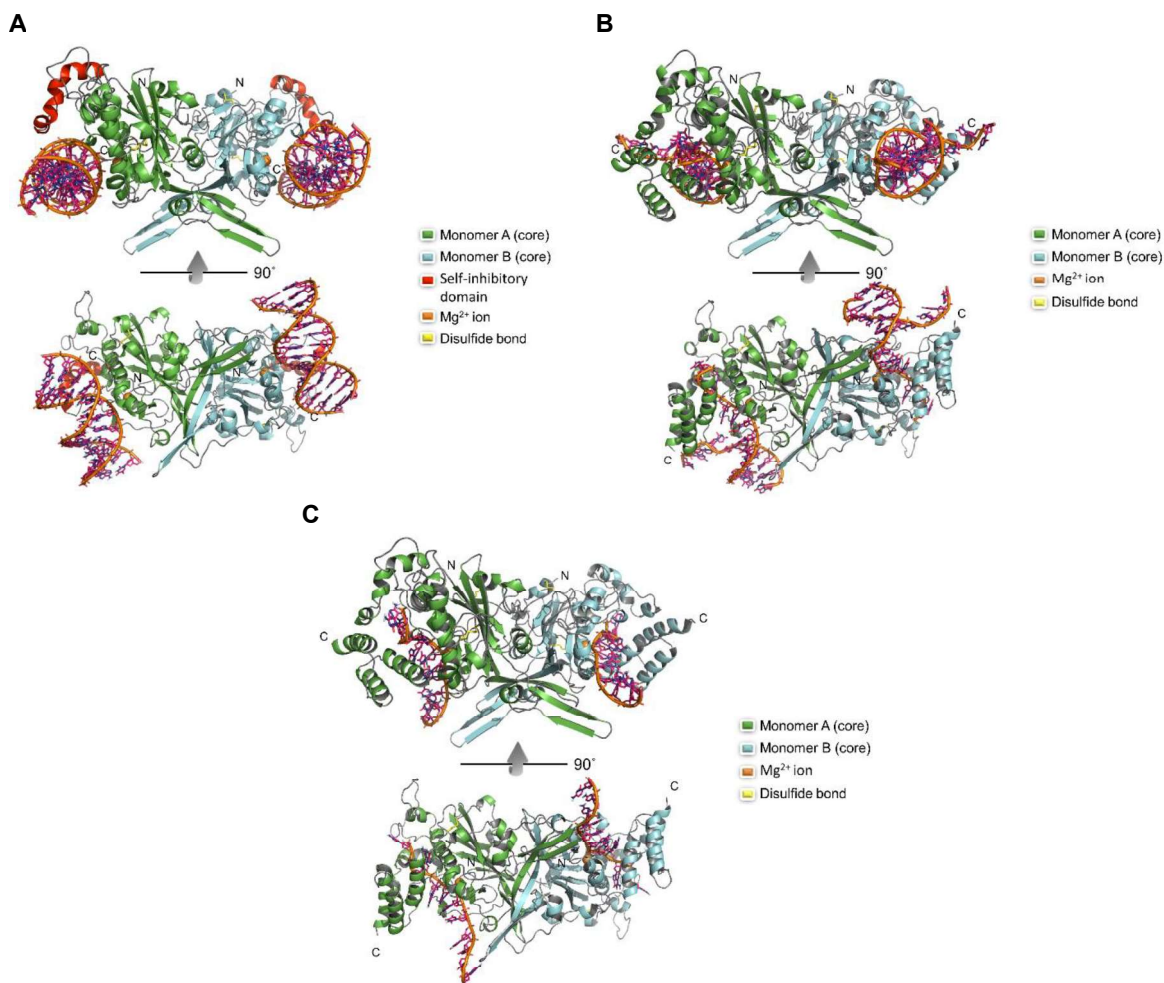 A
N
N
C
C
Monomer A (core)
Monomer B (core)
Self-inhibitory
domain
Mg²⁺ ion
Disulfide bond
90°
C
N
N
C
B
N
N
C
C
Monomer A (core)
Monomer B (core)
Mg²⁺ ion
Disulfide bond
90°
C
N
N
C
C
N
N
C
C
Monomer A (core)
Monomer B (core)
Mg²⁺ ion
Disulfide bond
90°
C
N
N
C